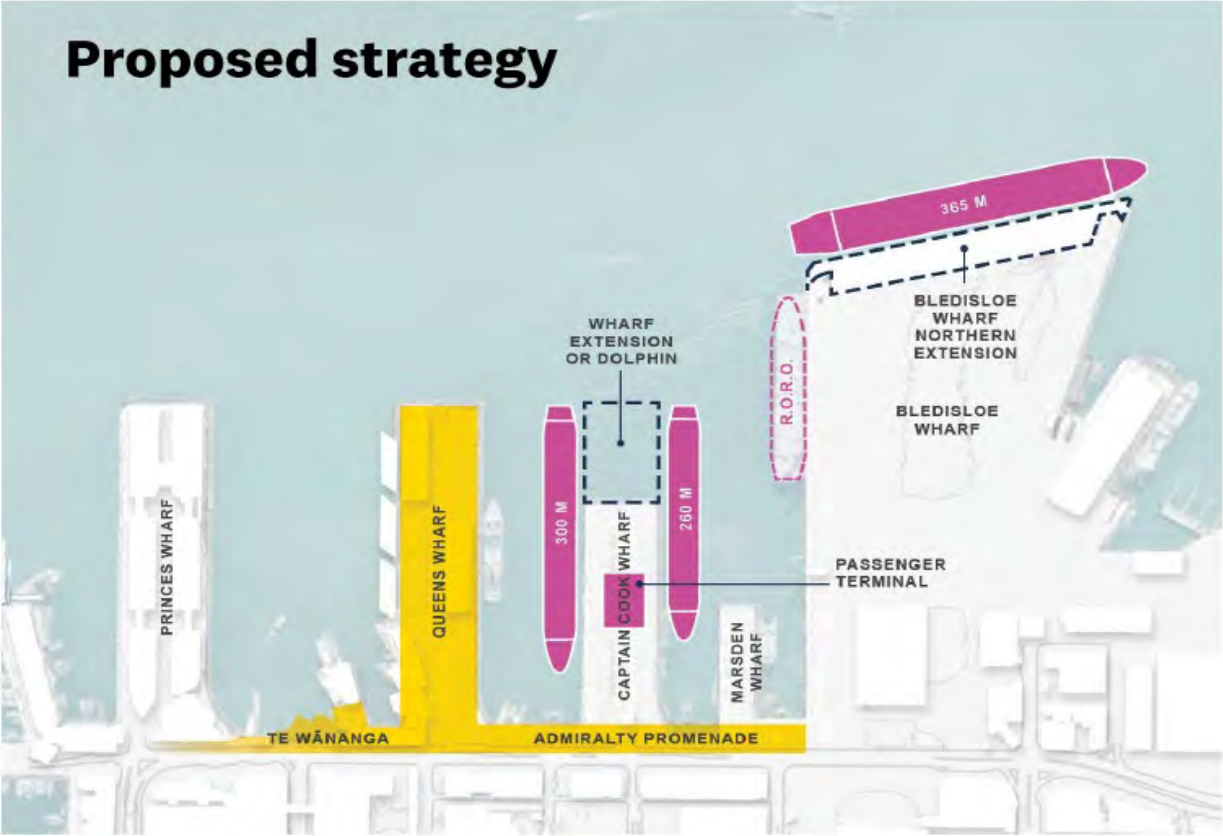 Proposed strategy
365 M
BLEDISLOE
WHARF
NORTHERN
EXTENSION
WHARF
EXTENSION
OR DOLPHIN
R.O.R.O.
BLEDISLOE
WHARF
PRINCES WHARF
QUEENS WHARF
300 M
CAPTAIN COOK WHARF
260 M
PASSENGER
TERMINAL
MARSDEN
WHARF
TE WĀNANGA
ADMIRALTY PROMENADE